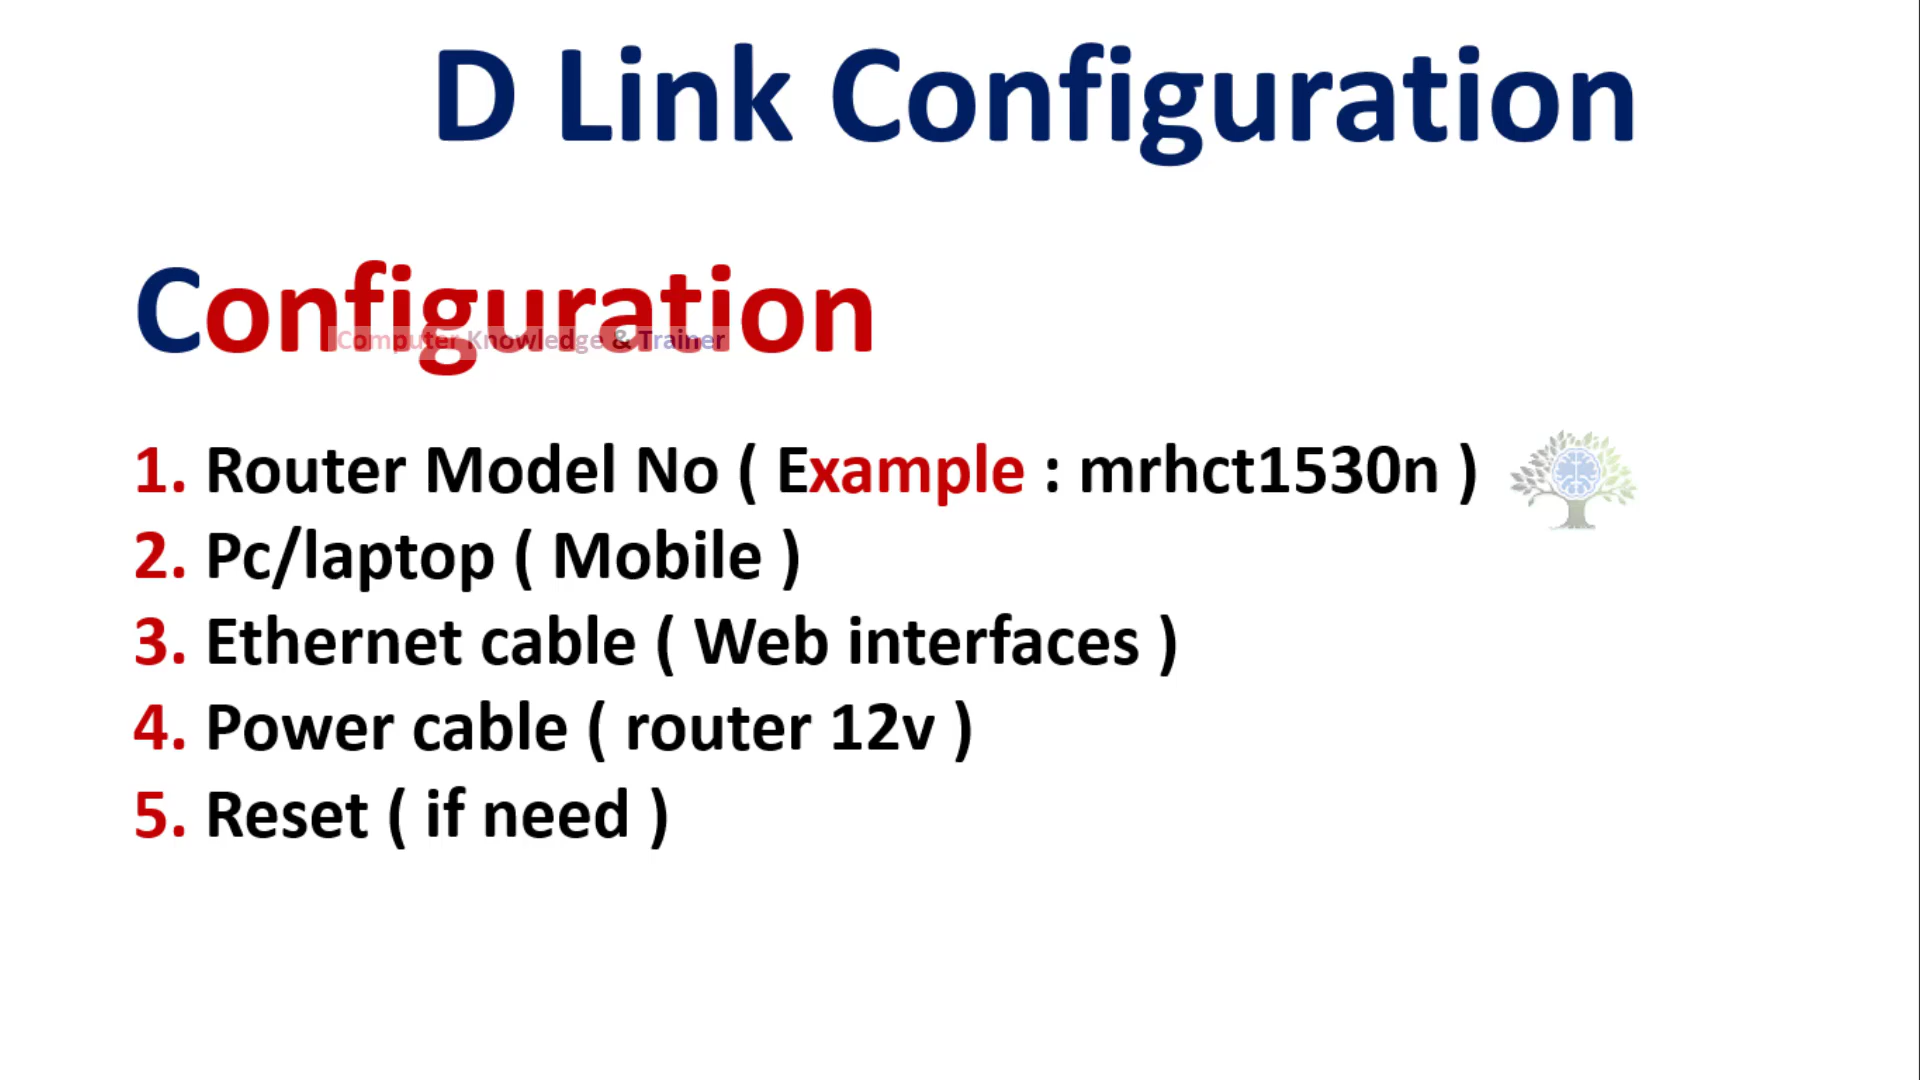 D Link Configuration
Configuration
Computer Knowledge & Trainer
1. Router Model No ( Example : mrhct1530n )
2. Pc/laptop ( Mobile )
3. Ethernet cable ( Web interfaces )
4. Power cable ( router 12v )
5. Reset ( if need )